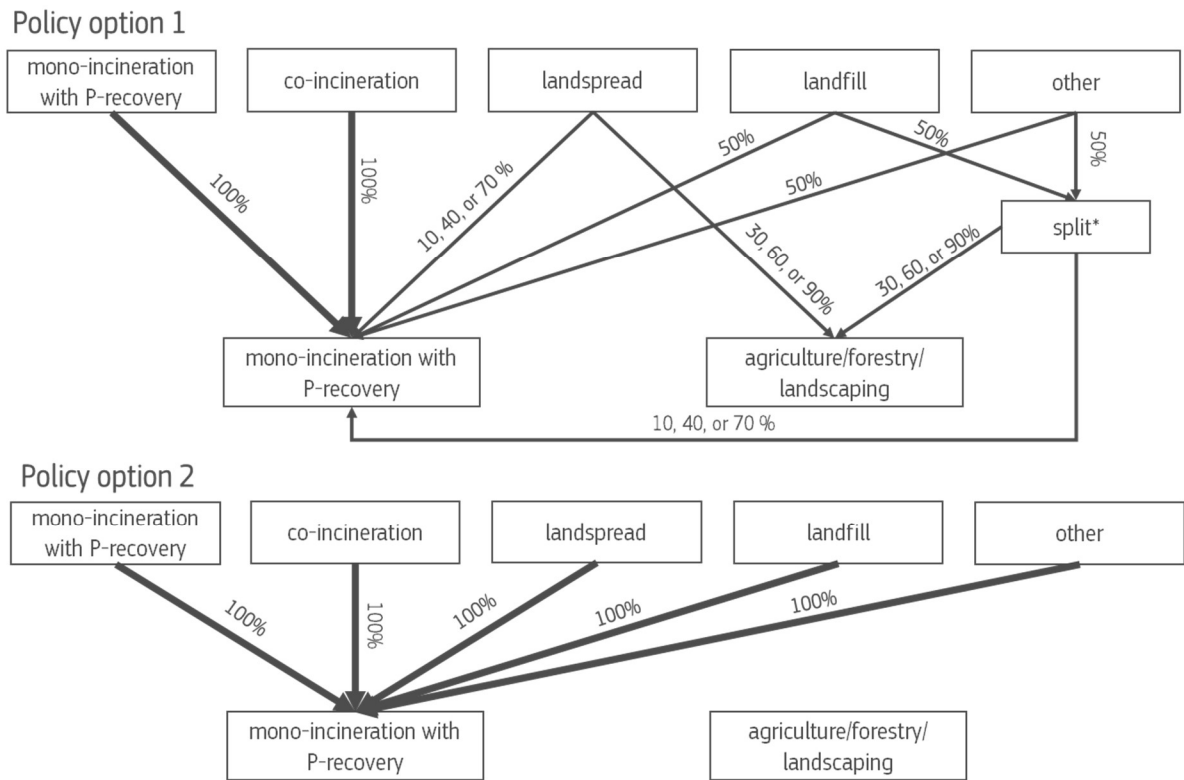 Policy option 1
mono-incineration
with P-recovery
co-incineration
landspread
landfill
other
100%
100%
10, 40, or 70 %
50%
50%
50%
50%
30, 60, or 90%
30, 60, or 90%
split*
mono-incineration with
P-recovery
agriculture/forestry/
landscaping
10, 40, or 70 %
Policy option 2
mono-incineration
with P-recovery
co-incineration
landspread
landfill
other
100%
100%
100%
100%
100%
mono-incineration with
P-recovery
agriculture/forestry/
landscaping